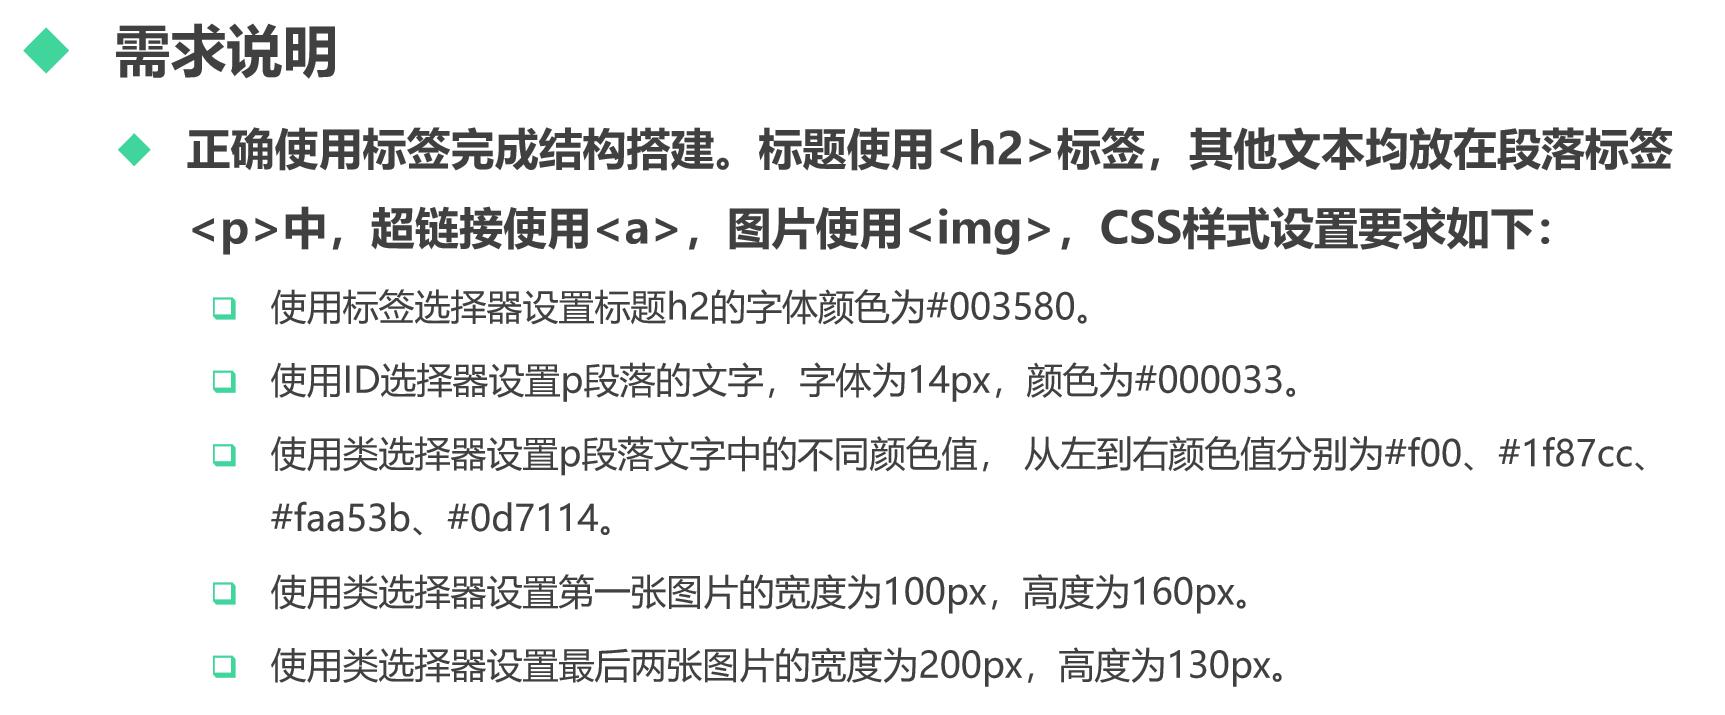 需求说明
正确使用标签完成结构搭建。标题使用<h2>标签，其他文本均放在段落标签
<p>中，超链接使用<a>，图片使用<img>，CSS样式设置要求如下：
使用标签选择器设置标题h2的字体颜色为#003580。
使用ID选择器设置p段落的文字，字体为14px，颜色为#000033。
使用类选择器设置p段落文字中的不同颜色值， 从左到右颜色值分别为#f00、#1f87cc、
#faa53b、#0d7114。
使用类选择器设置第一张图片的宽度为100px，高度为160px。
使用类选择器设置最后两张图片的宽度为200px，高度为130px。